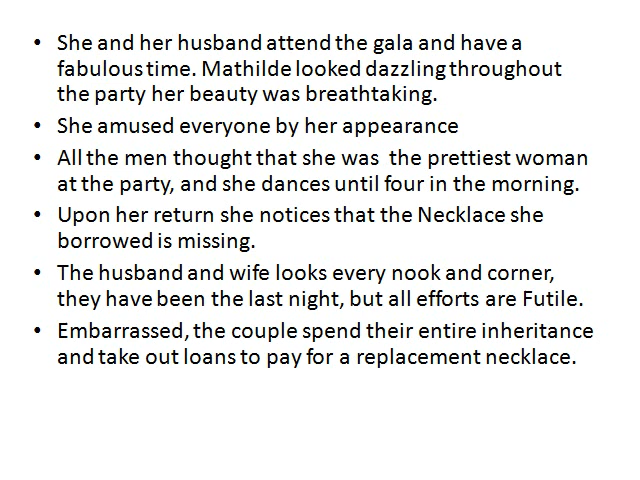 • She and her husband attend the gala and have a
fabulous time. Mathilde looked dazzling throughout
the party her beauty was breathtaking.
• She amused everyone by her appearance
• All the men thought that she was  the prettiest woman
at the party, and she dances until four in the morning.
• Upon her return she notices that the Necklace she
borrowed is missing.
• The husband and wife looks every nook and corner,
they have been the last night, but all efforts are Futile.
• Embarrassed, the couple spend their entire inheritance
and take out loans to pay for a replacement necklace.